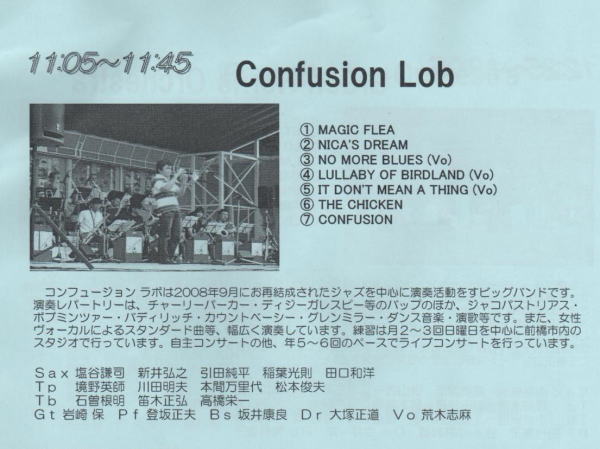 11:05～11:45
Confusion Lob
① MAGIC FLEA
② NICA'S DREAM
③ NO MORE BLUES (Vo)
④ LULLABY OF BIRDLAND (Vo)
⑤ IT DON'T MEAN A THING (Vo)
⑥ THE CHICKEN
⑦ CONFUSION
コンフュージョン ラボは2008年9月にお再結成されたジャズを中心に演奏活動をすビッグバンドです。
演奏レパートリーは、チャーリーパーカー・ディジーガレスピー等のバップのほか、ジャコパストリアス・
ボブミンツァー・バディリッチ・カウントベーシー・グレンミラー・ダンス音楽・演歌等です。また、女性
ヴォーカルによるスタンダード曲等、幅広く演奏しています。練習は月2～3回日曜日を中心に前橋市内の
スタジオで行っています。自主コンサートの他、年5～6回のペースでライブコンサートを行っています。
Sax 塩谷謙司 新井弘之 引田純平 稲葉光則 田口和洋
Tp 境野英師 川田明夫 本間万里代 松本俊夫
Tb 石曽根明 笛木正弘 高橋栄一
Gt 岩崎 保 Pf 登坂正夫 Bs 坂井康良 Dr 大塚正道 Vo 荒木志麻